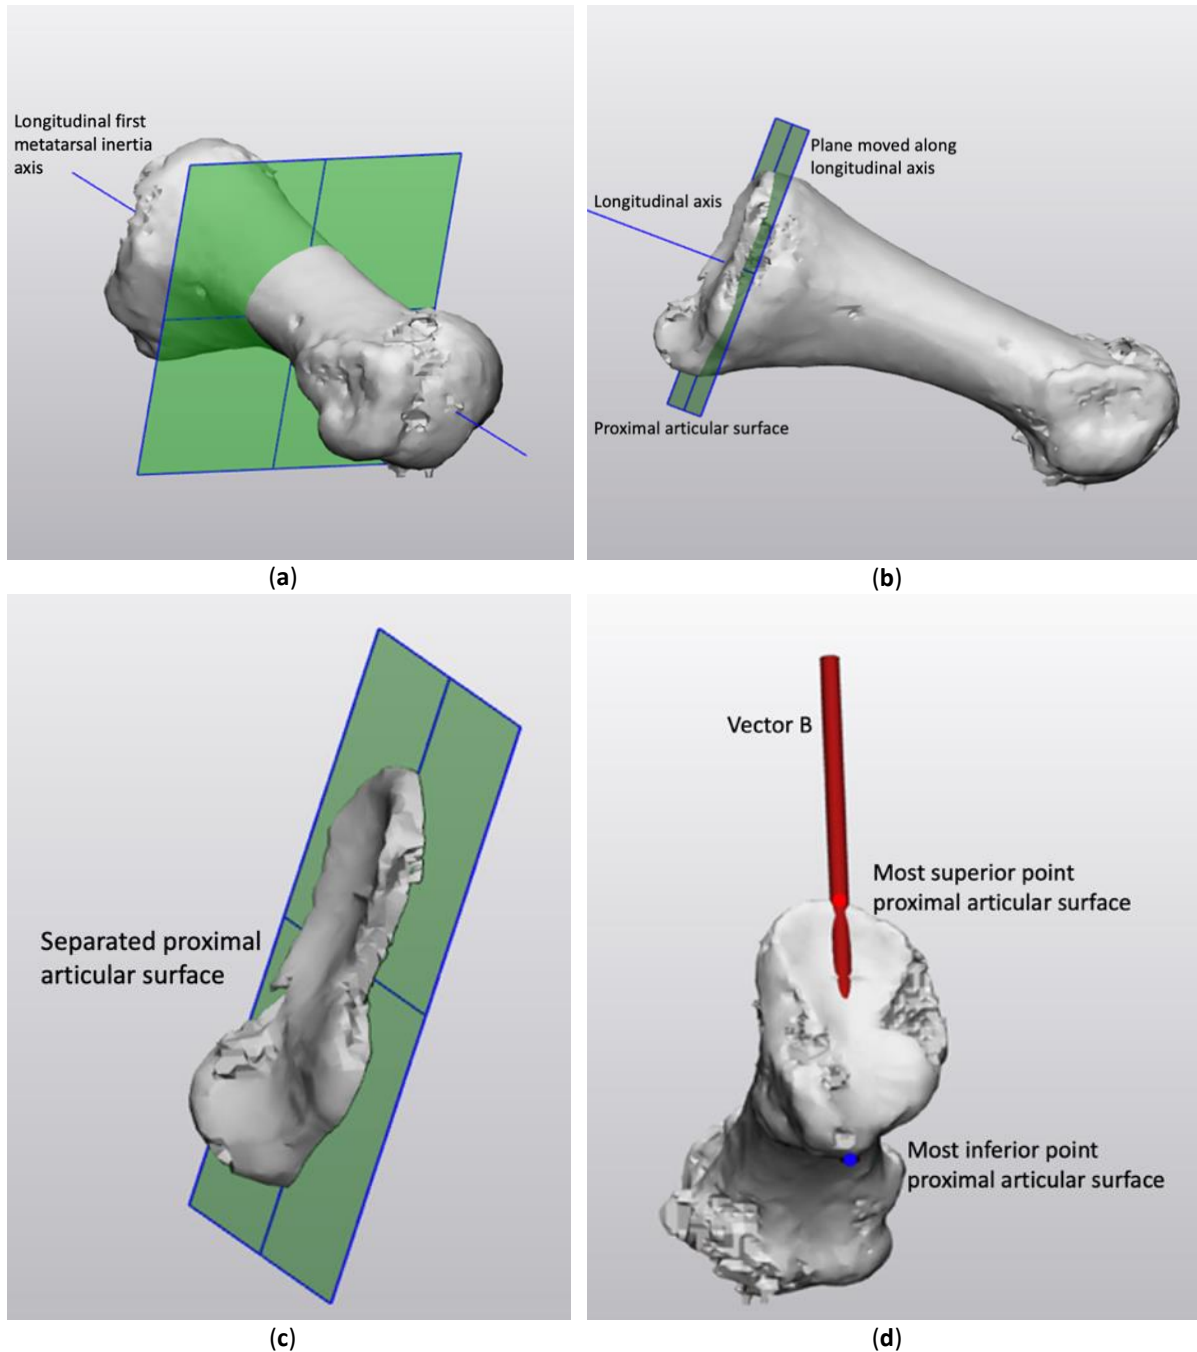 Longitudinal first
metatarsal inertia
axis
(a)
Plane moved along
longitudinal axis
Longitudinal axis
Proximal articular surface
(b)
Separated proximal
articular surface
(c)
Vector B
Most superior point
proximal articular surface
Most inferior point
proximal articular surface
(d)